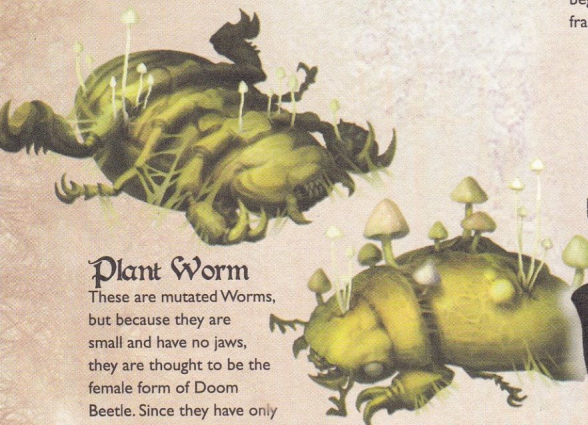 Plant Worm
These are mutated Worms,
but because they are
small and have no jaws,
they are thought to be the
female form of Doom
Beetle. Since they have only
fra